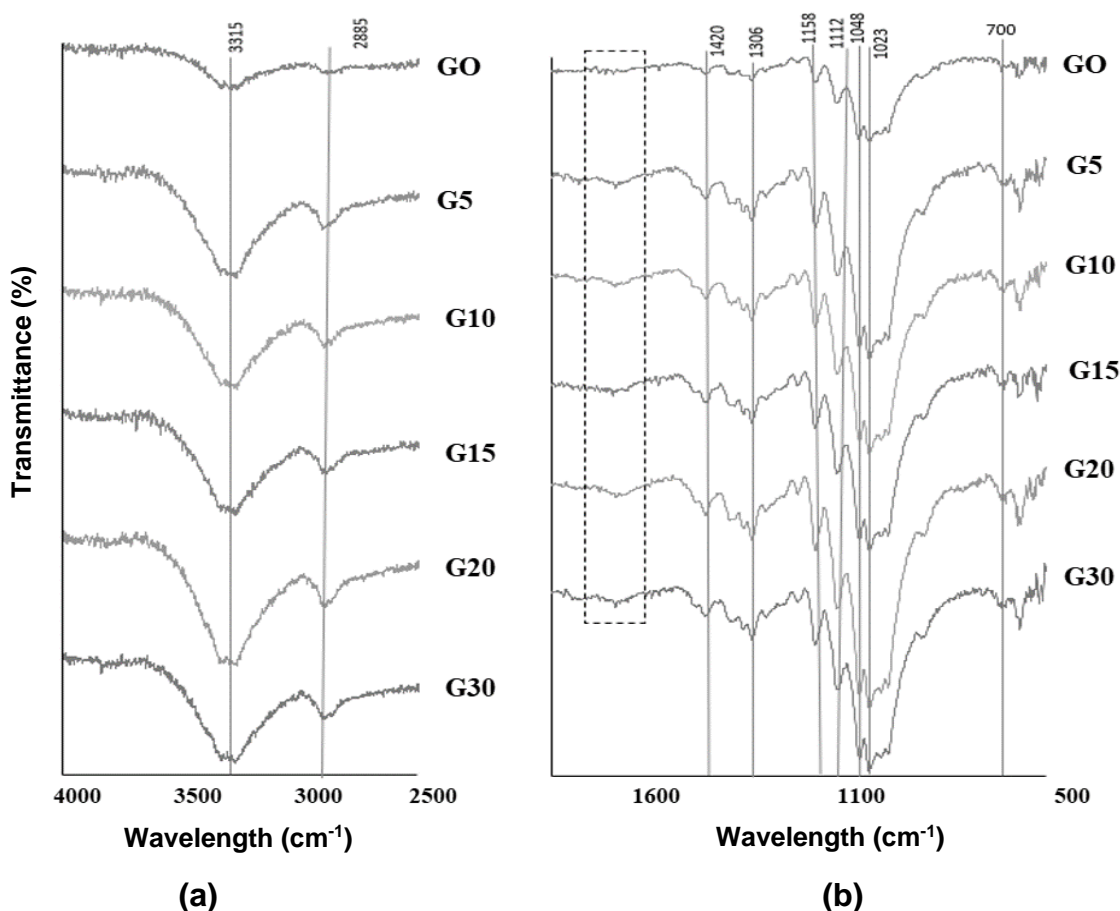 3315
2885
GO
G5
G10
G15
G20
G30
Transmittance (%)
4000 3500 3000 2500
Wavelength (cm-1)
(a)
1420
1306
1158
1112
1048
1023
700
GO
G5
G10
G15
G20
G30
1600 1100 500
Wavelength (cm-1)
(b)